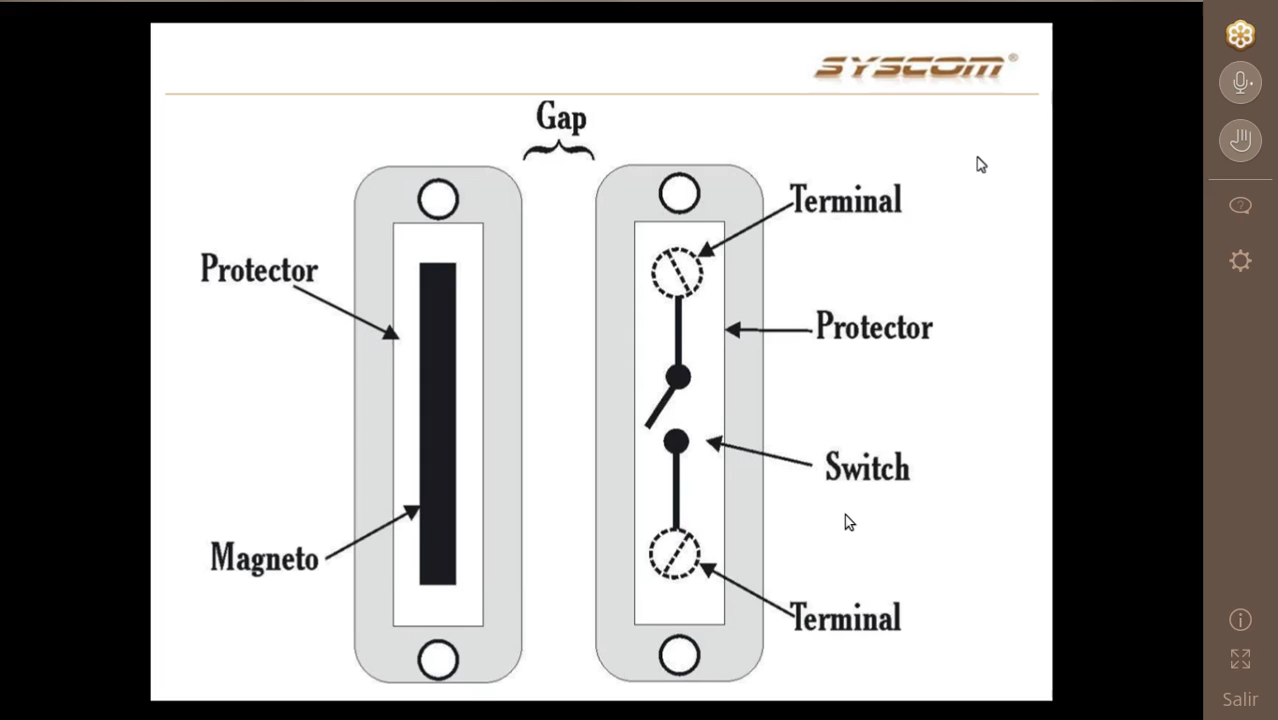 SYSCOM®
Gap
Terminal
Protector
Protector
Switch
Magneto
Terminal
Salir